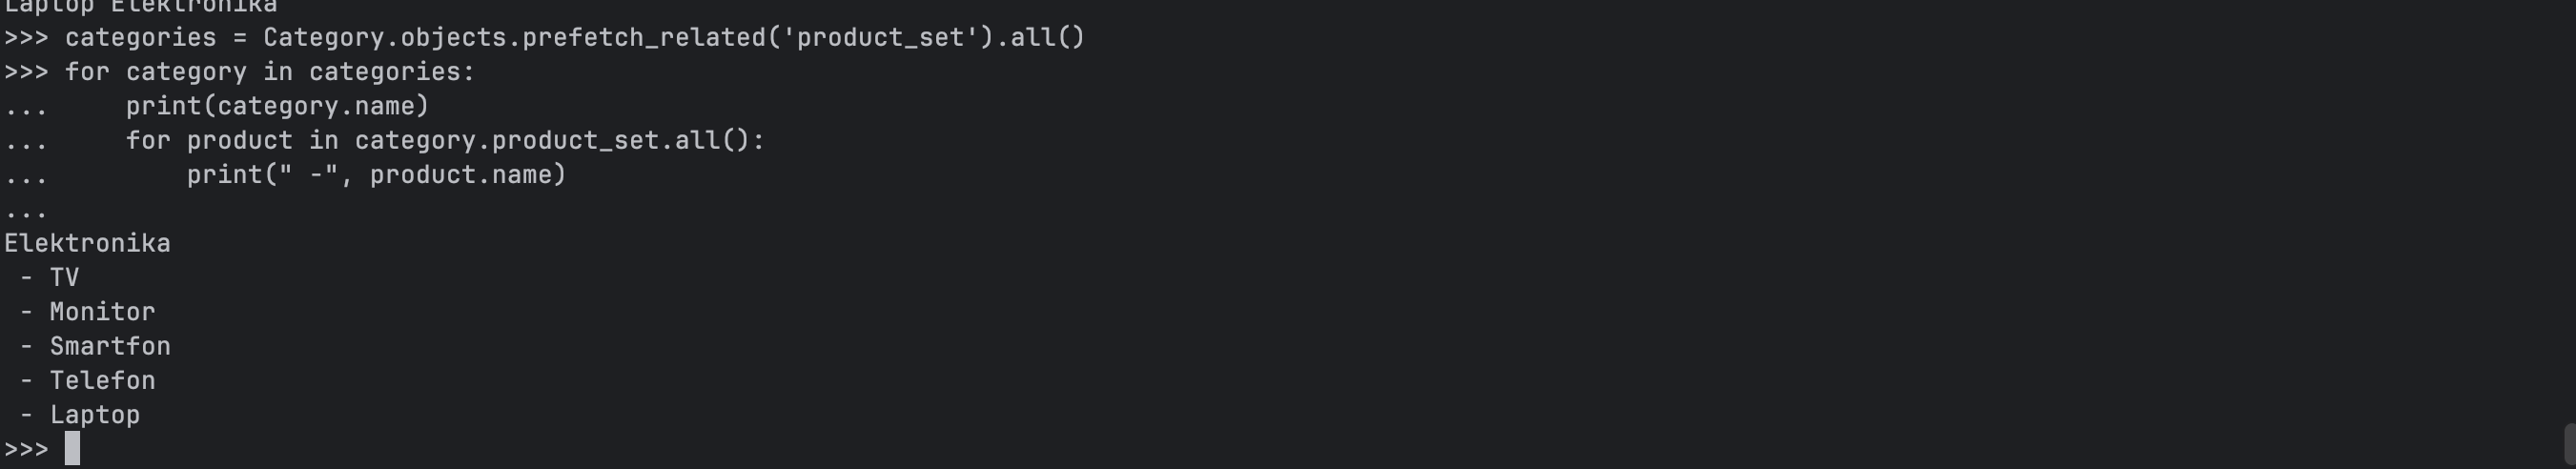 Laptop Elektronika
>>> categories = Category.objects.prefetch_related('product_set').all()
>>> for category in categories:
...     print(category.name)
...     for product in category.product_set.all():
...         print(" -", product.name)
...
Elektronika
 - TV
 - Monitor
 - Smartfon
 - Telefon
 - Laptop
>>>